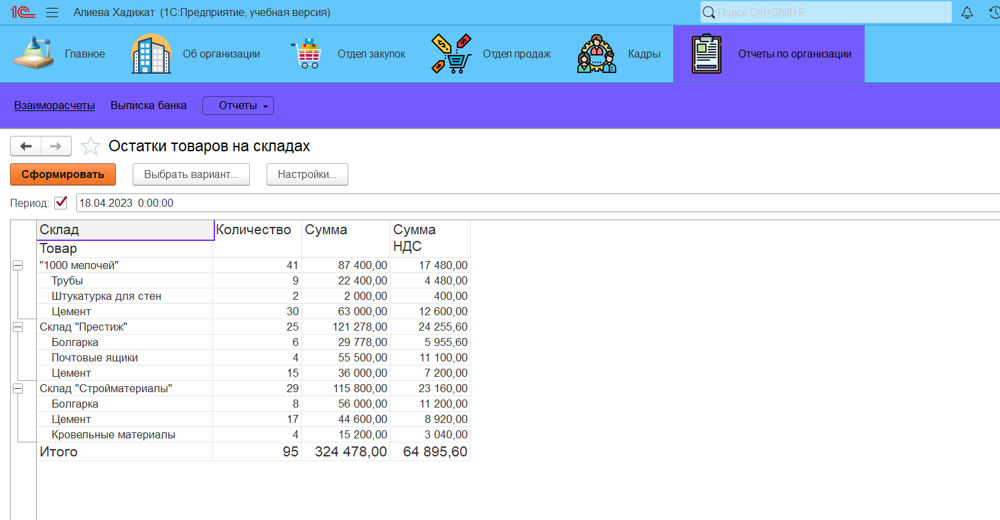 1С Алиева Хадижат (1С:Предприятие, учебная версия) Поиск Ctrl+Shift+F
Главное Об организации Отдел закупок Отдел продаж Кадры Отчеты по организации
Взаиморасчеты Выписка банка Отчеты
Остатки товаров на складах
Сформировать Выбрать вариант... Настройки...
Период: 18.04.2023 0:00:00
Склад Количество Сумма Сумма НДС
Товар
"1000 мелочей" 41 87 400,00 17 480,00
Трубы 9 22 400,00 4 480,00
Штукатурка для стен 2 2 000,00 400,00
Цемент 30 63 000,00 12 600,00
Склад "Престиж" 25 121 278,00 24 255,60
Болгарка 6 29 778,00 5 955,60
Почтовые ящики 4 55 500,00 11 100,00
Цемент 15 36 000,00 7 200,00
Склад "Стройматериалы" 29 115 800,00 23 160,00
Болгарка 8 56 000,00 11 200,00
Цемент 17 44 600,00 8 920,00
Кровельные материалы 4 15 200,00 3 040,00
Итого 95 324 478,00 64 895,60